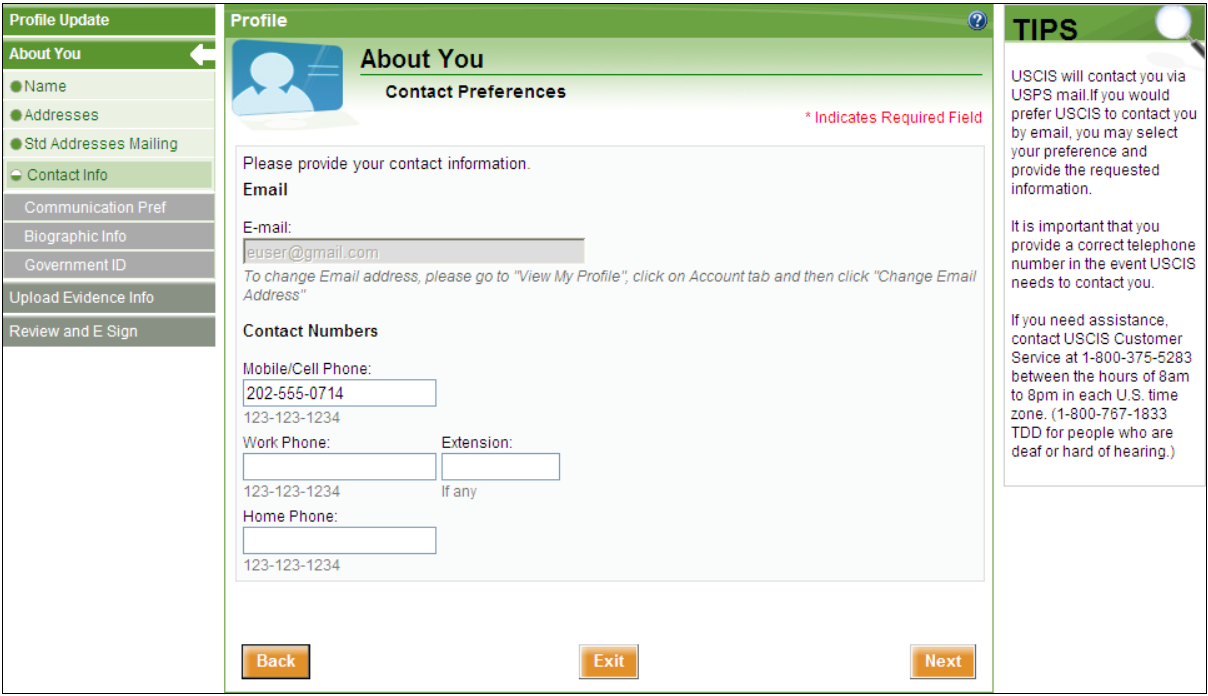 Profile Update
About You
Name
Addresses
Std Addresses Mailing
Contact Info
Communication Pref
Biographic Info
Government ID
Upload Evidence Info
Review and E Sign
Profile
?
About You
Contact Preferences
* Indicates Required Field
Please provide your contact information.
Email
E-mail:
euser@gmail.com
To change Email address, please go to "View My Profile", click on Account tab and then click "Change Email
Address"
Contact Numbers
Mobile/Cell Phone:
202-555-0714
123-123-1234
Work Phone: Extension:
123-123-1234 If any
Home Phone:
123-123-1234
Back Exit Next
TIPS
USCIS will contact you via
USPS mail.If you would
prefer USCIS to contact you
by email, you may select
your preference and
provide the requested
information.
It is important that you
provide a correct telephone
number in the event USCIS
needs to contact you.
If you need assistance,
contact USCIS Customer
Service at 1-800-375-5283
between the hours of 8am
to 8pm in each U.S. time
zone. (1-800-767-1833
TDD for people who are
deaf or hard of hearing.)